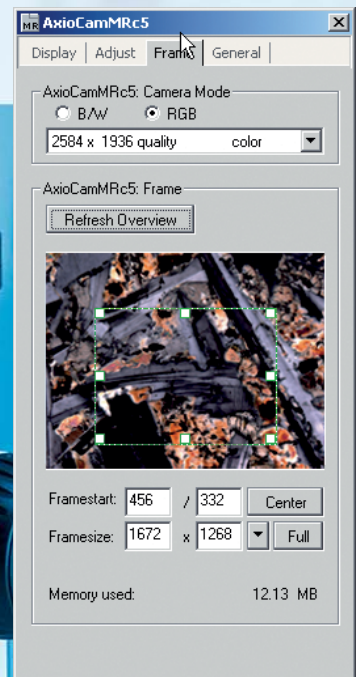 MR AxioCamMRc5
Display | Adjust | Frame | General |
AxioCamMRc5: Camera Mode
B/W RGB
2584 x 1936 quality color
AxioCamMRc5: Frame
Refresh Overview
Framestart: 456 / 332 Center
Framesize: 1672 x 1268 Full
Memory used: 12.13 MB